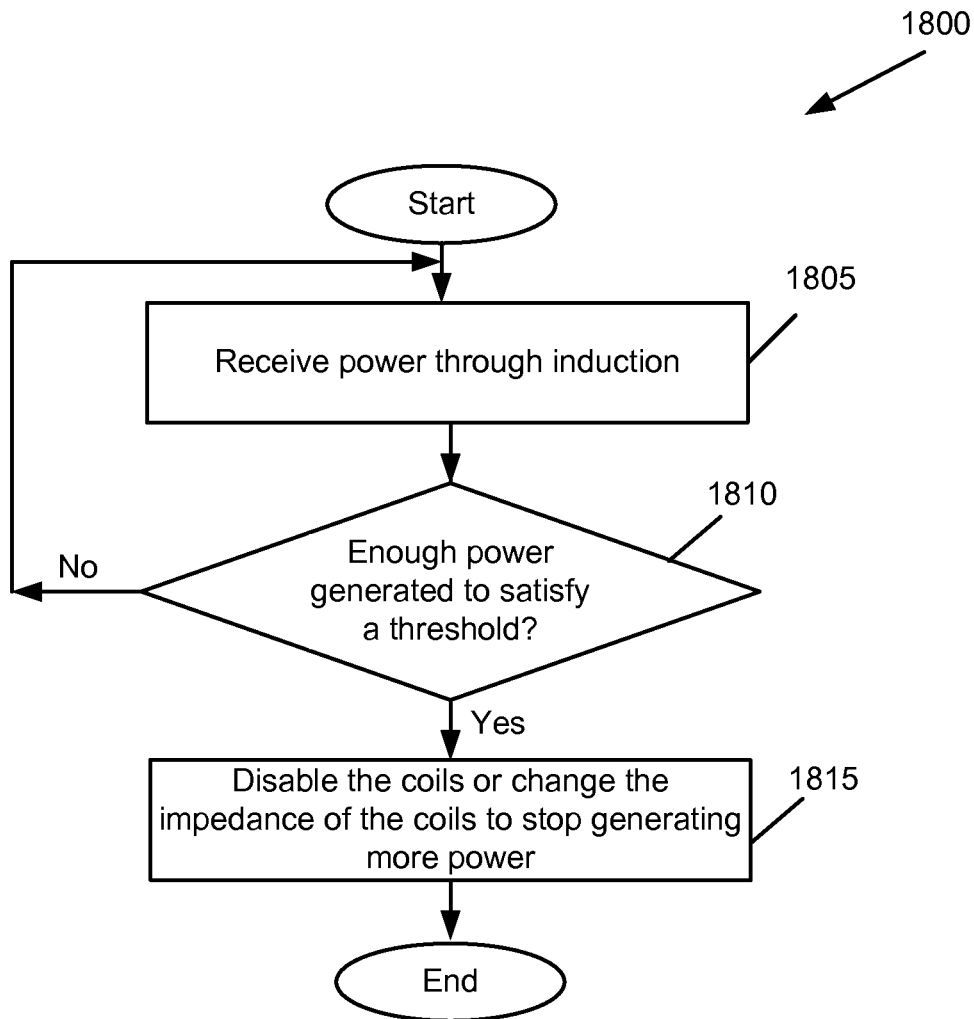 1800
Start
1805
Receive power through induction
1810
Enough power
generated to satisfy
a threshold?
No
Yes
1815
Disable the coils or change the
impedance of the coils to stop generating
more power
End